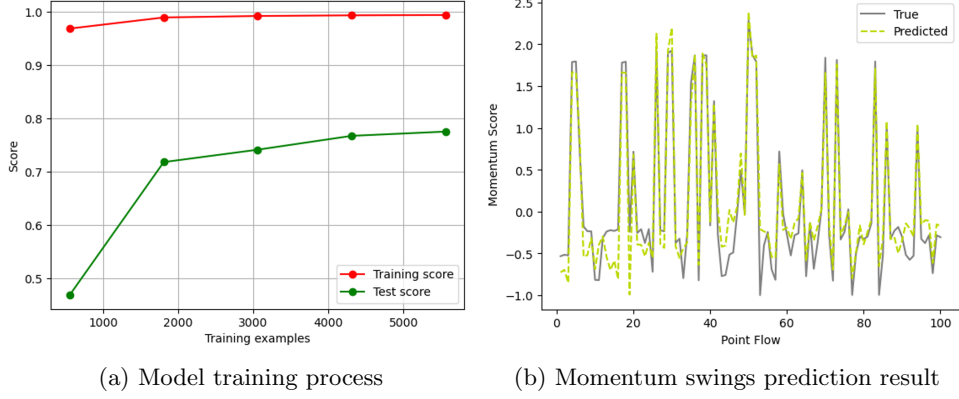 1.0
0.9
0.8
0.7
0.6
0.5
Score
1000
2000
3000
4000
5000
Training examples
Training score
Test score
(a) Model training process
2.5
2.0
1.5
1.0
0.5
0.0
−0.5
−1.0
Momentum Score
0
20
40
60
80
100
Point Flow
True
Predicted
(b) Momentum swings prediction result